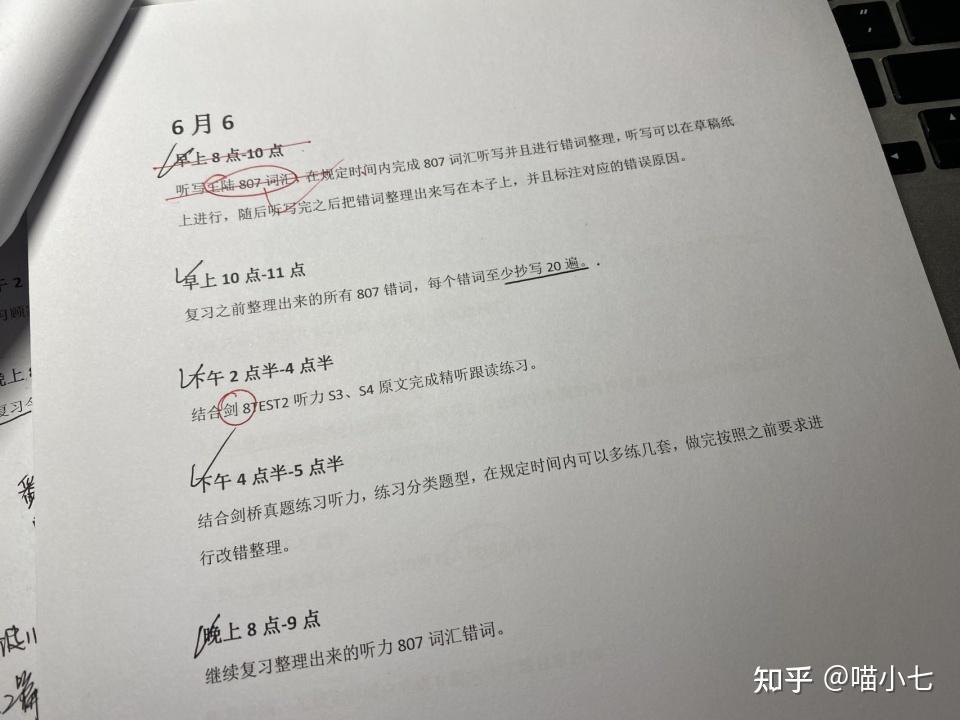 6 月 6
早上 8 点-10 点
听写王陆 807 词汇，在规定时间内完成 807 词汇听写并且进行错词整理，听写可以在草稿纸
上进行，随后听写完之后把错词整理出来写在本子上，并且标注对应的错误原因。
早上 10 点-11 点
复习之前整理出来的所有 807 错词，每个错词至少抄写 20 遍。.
下午 2 点半-4 点半
结合剑 8TEST2 听力 S3、S4 原文完成精听跟读练习。
下午 4 点半-5 点半
结合剑桥真题练习听力，练习分类题型，在规定时间内可以多练几套，做完按照之前要求进
行改错整理。
晚上 8 点-9 点
继续复习整理出来的听力 807 词汇错词。
午 2
晚上 8
复习
知乎 @喵小七